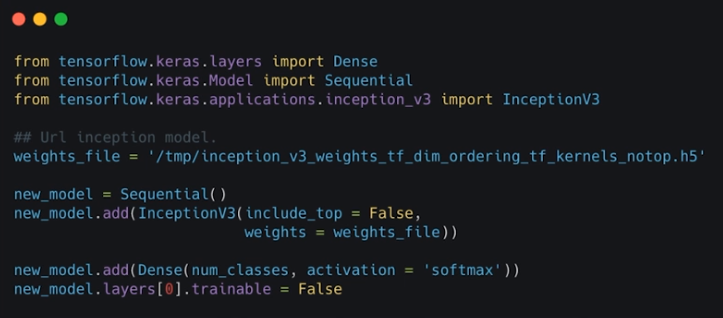 from tensorflow.keras.layers import Dense
from tensorflow.keras.Model import Sequential
from tensorflow.keras.applications.inception_v3 import InceptionV3
## Url inception model.
weights_file = '/tmp/inception_v3_weights_tf_dim_ordering_tf_kernels_notop.h5'
new_model = Sequential()
new_model.add(InceptionV3(include_top = False,
weights = weights_file))
new_model.add(Dense(num_classes, activation = 'softmax'))
new_model.layers[0].trainable = False